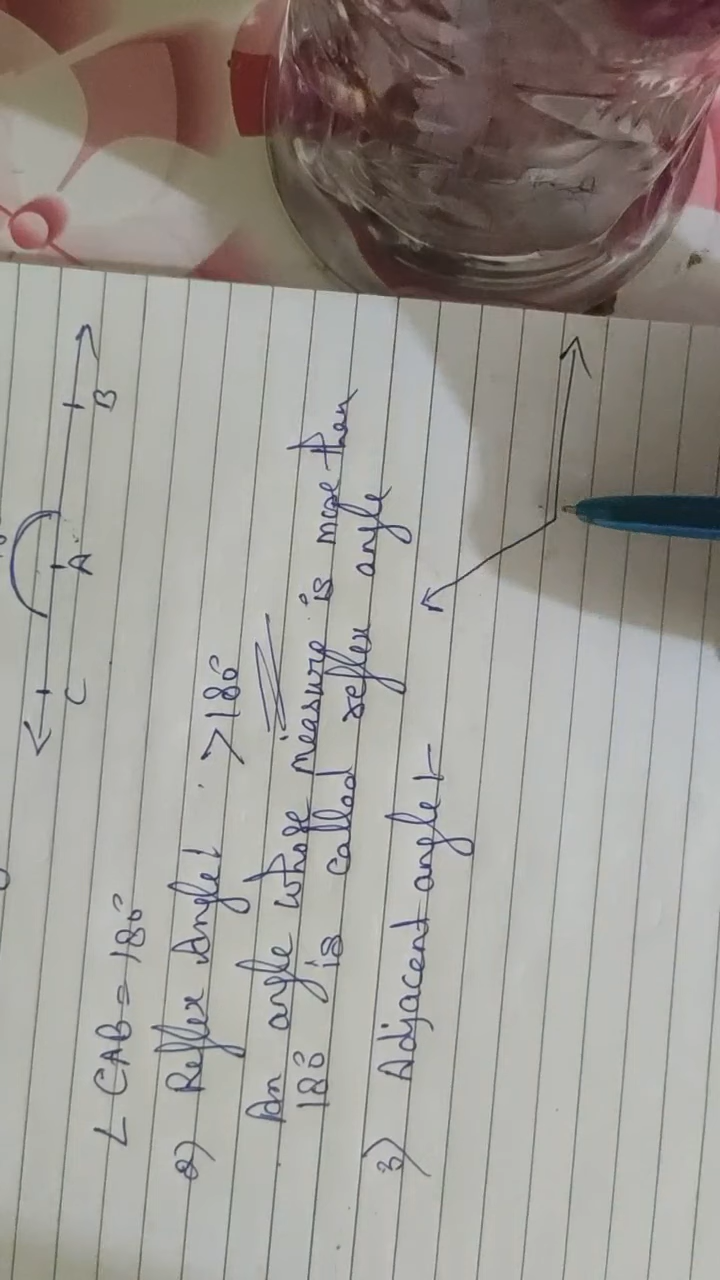 C A B
∠ CAB = 180°
2) Reflex Angle :- > 180°
An angle whose measure is more then
180° is called reflex angle
3) Adjacent angle :-